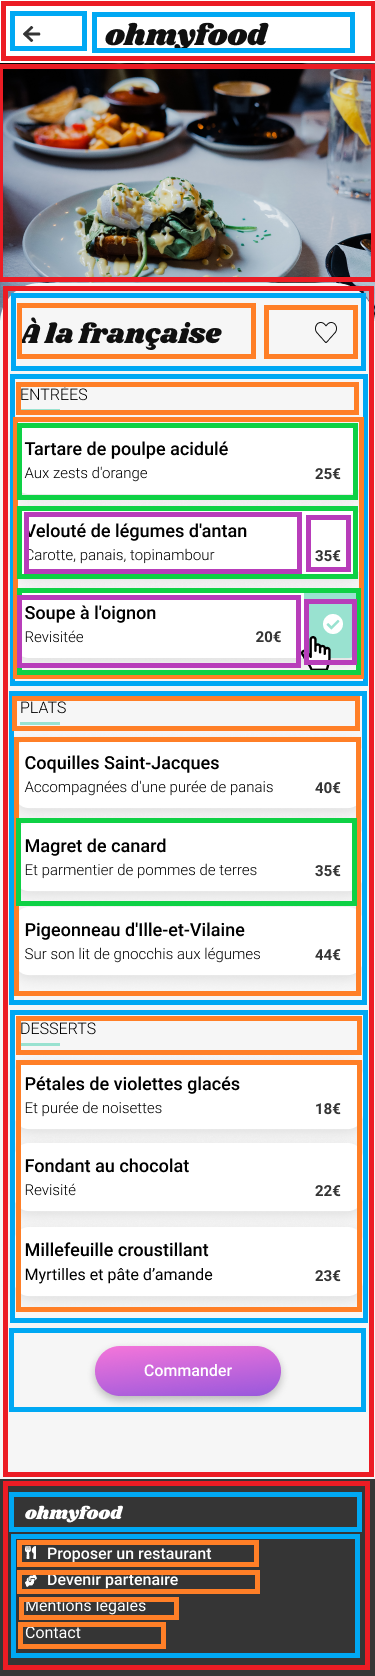 ohmyfood
À la française
ENTRÉES
Tartare de poulpe acidulé
Aux zests d'orange 25€
Velouté de légumes d'antan
Carotte, panais, topinambour 35€
Soupe à l'oignon
Revisitée 20€
PLATS
Coquilles Saint-Jacques
Accompagnées d'une purée de panais 40€
Magret de canard
Et parmentier de pommes de terres 35€
Pigeonneau d'Ille-et-Vilaine
Sur son lit de gnocchis aux légumes 44€
DESSERTS
Pétales de violettes glacés
Et purée de noisettes 18€
Fondant au chocolat
Revisité 22€
Millefeuille croustillant
Myrtilles et pâte d’amande 23€
Commander
ohmyfood
Proposer un restaurant
Devenir partenaire
Mentions légales
Contact